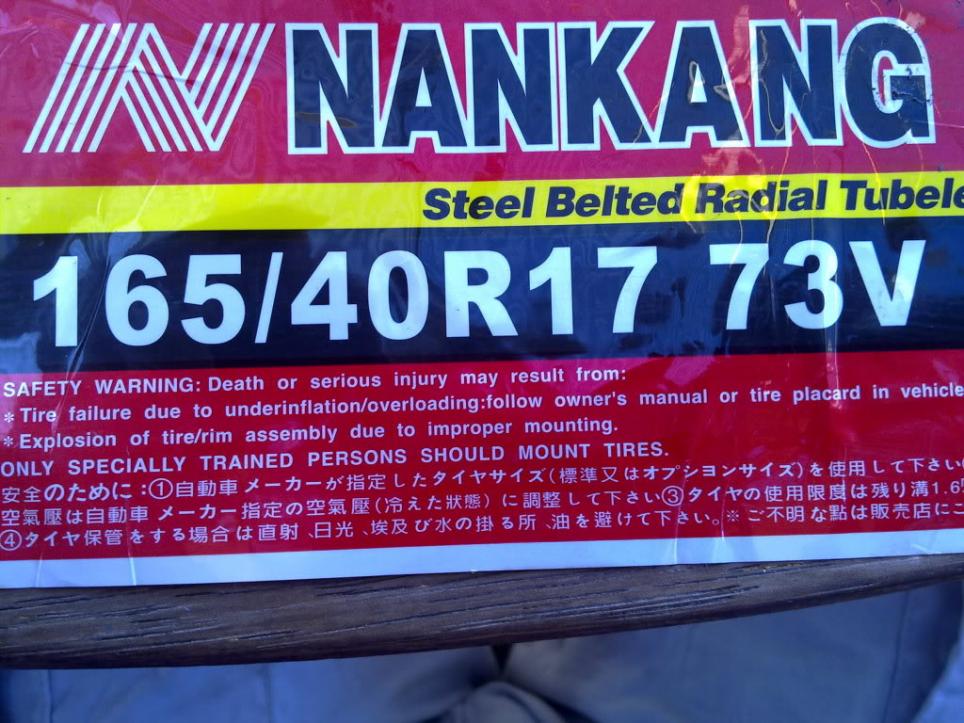 NANKANG
Steel Belted Radial
165/40R17 73V
SAFETY WARNING: Death or serious injury may result from:
* Tire failure due to underinflation/overloading:follow owner's manual or tire placard in vehicle
* Explosion of tire/rim assembly due to improper mounting.
ONLY SPECIALLY TRAINED PERSONS SHOULD MOUNT TIRES.
安全のために:①自動車 メーカーが指定したタイヤサイズ(標準又はオプションサイズ)を使用して下さい
空氣壓は自動車 メーカー指定の空氣壓(冷えた狀態) に調整して下さい③タイヤの使用限度は残り溝1.6
④タイヤ保管をする場合は直射、日光、埃及び水の掛る所、油を避けて下さい。※ご不明な點は販売店にご